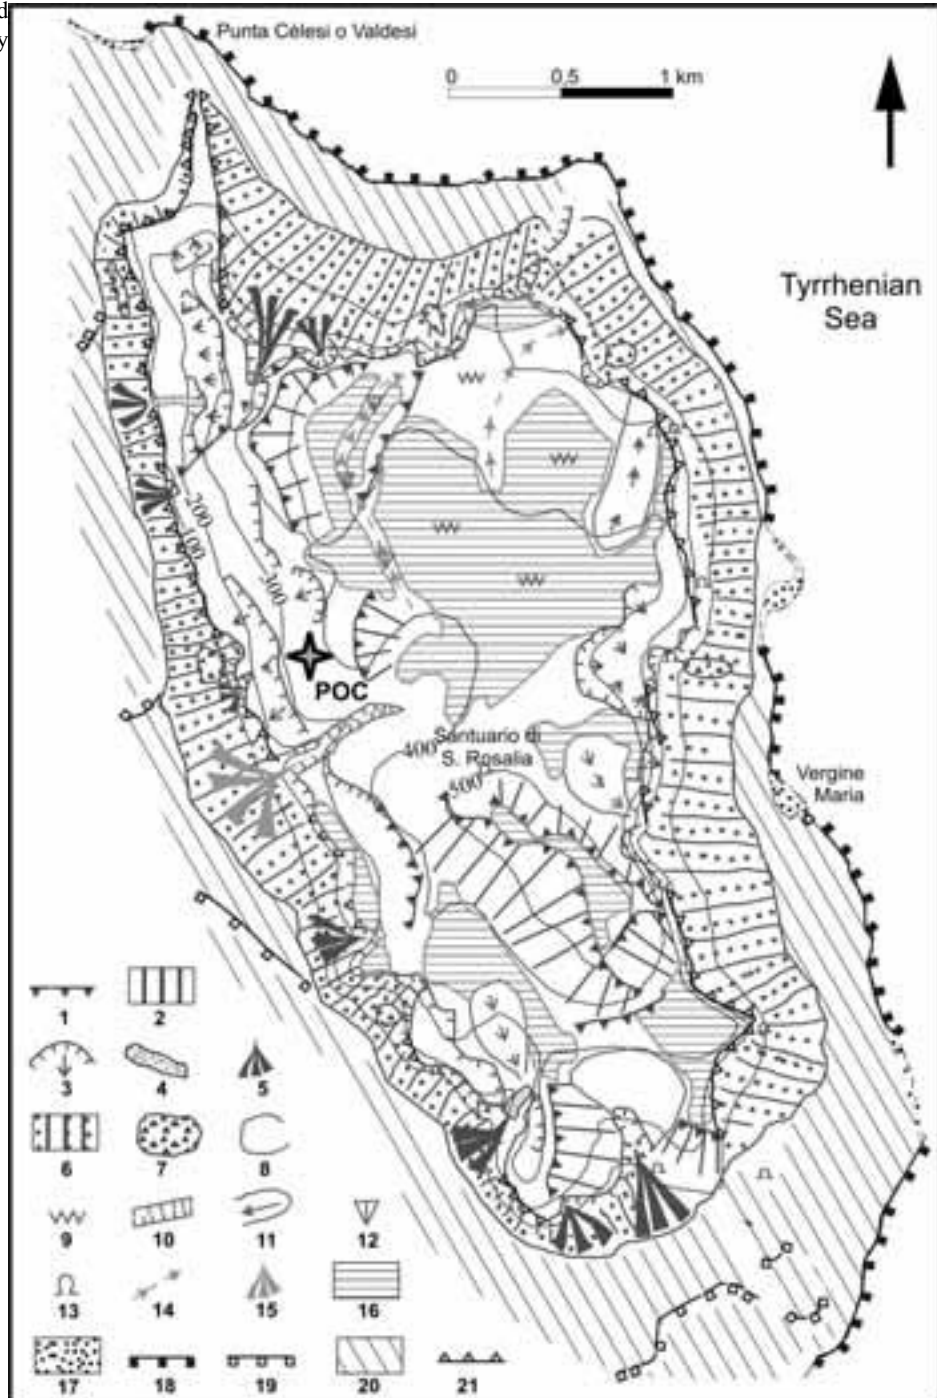 d
y
Punta Cèlesi o Valdesi
0 0,5 1 km
Tyrrhenian
Sea
200
100
300
POC
Santuario di
S. Rosalia
400
500
Vergine
Maria
1 2
3 4 5
6 7 8
9 10 11 12
13 14 15 16
17 18 19 20 21